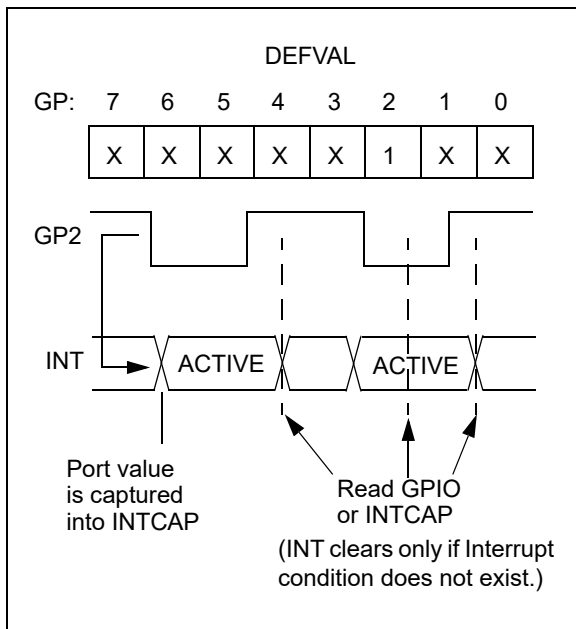 DEFVAL
GP: 7 6 5 4 3 2 1 0
X X X X X 1 X X
GP2
INT ACTIVE ACTIVE
Port value
is captured
into INTCAP
Read GPIO
or INTCAP
(INT clears only if Interrupt
condition does not exist.)